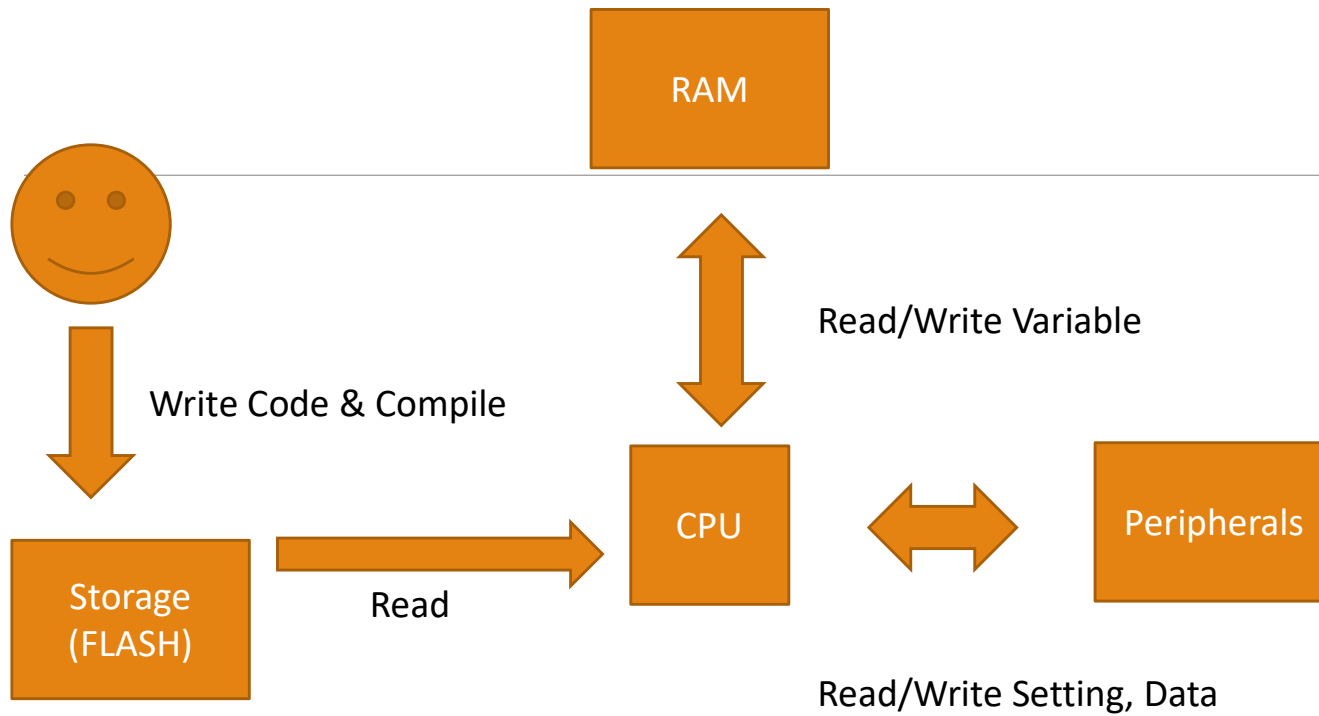 RAM
Read/Write Variable
Write Code & Compile
CPU
Peripherals
Storage
(FLASH)
Read
Read/Write Setting, Data